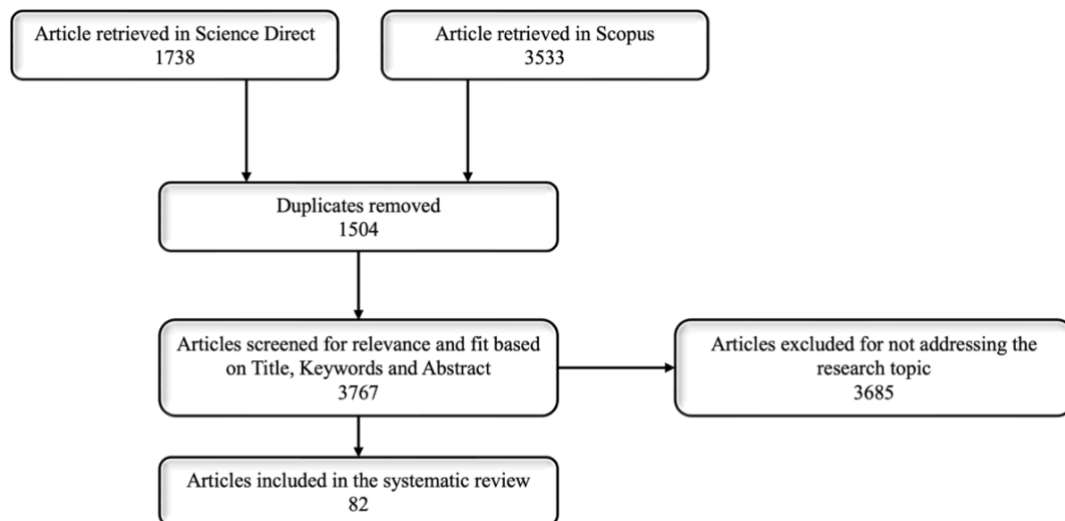 Article retrieved in Science Direct
1738
Article retrieved in Scopus
3533
Duplicates removed
1504
Articles screened for relevance and fit based
on Title, Keywords and Abstract
3767
Articles excluded for not addressing the
research topic
3685
Articles included in the systematic review
82